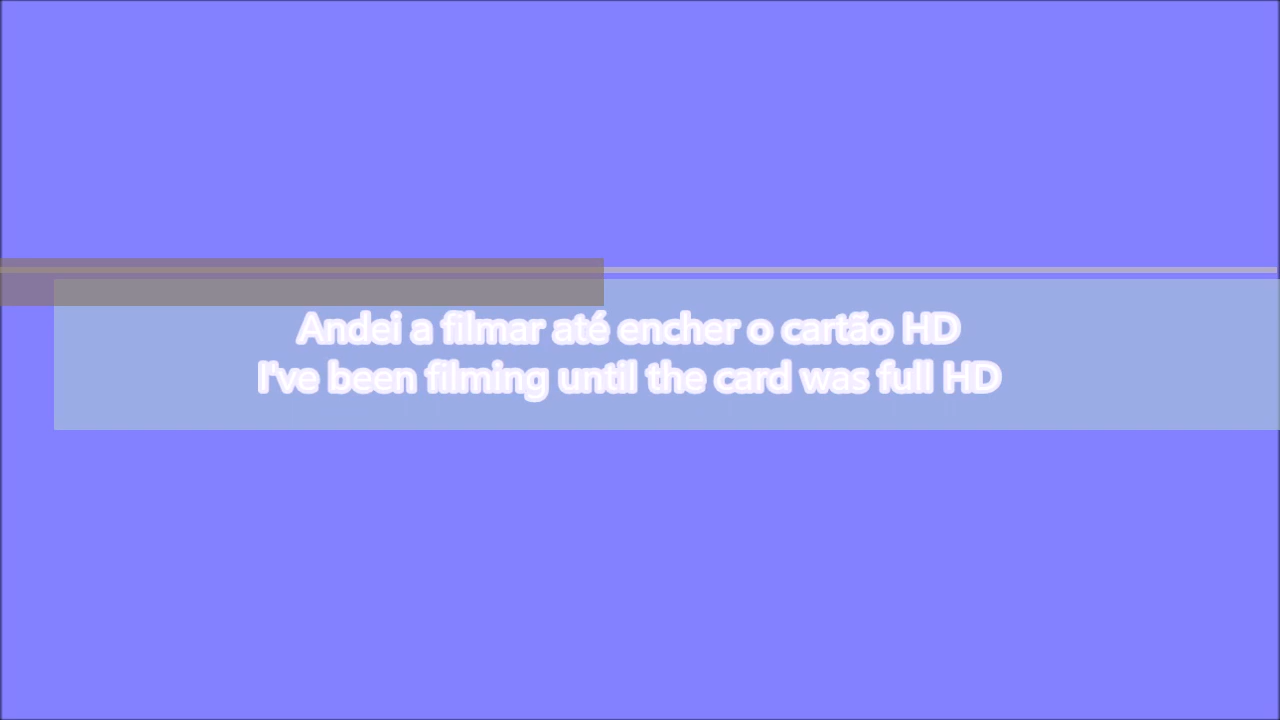 Andei a filmar até encher o cartão HD
I've been filming until the card was full HD